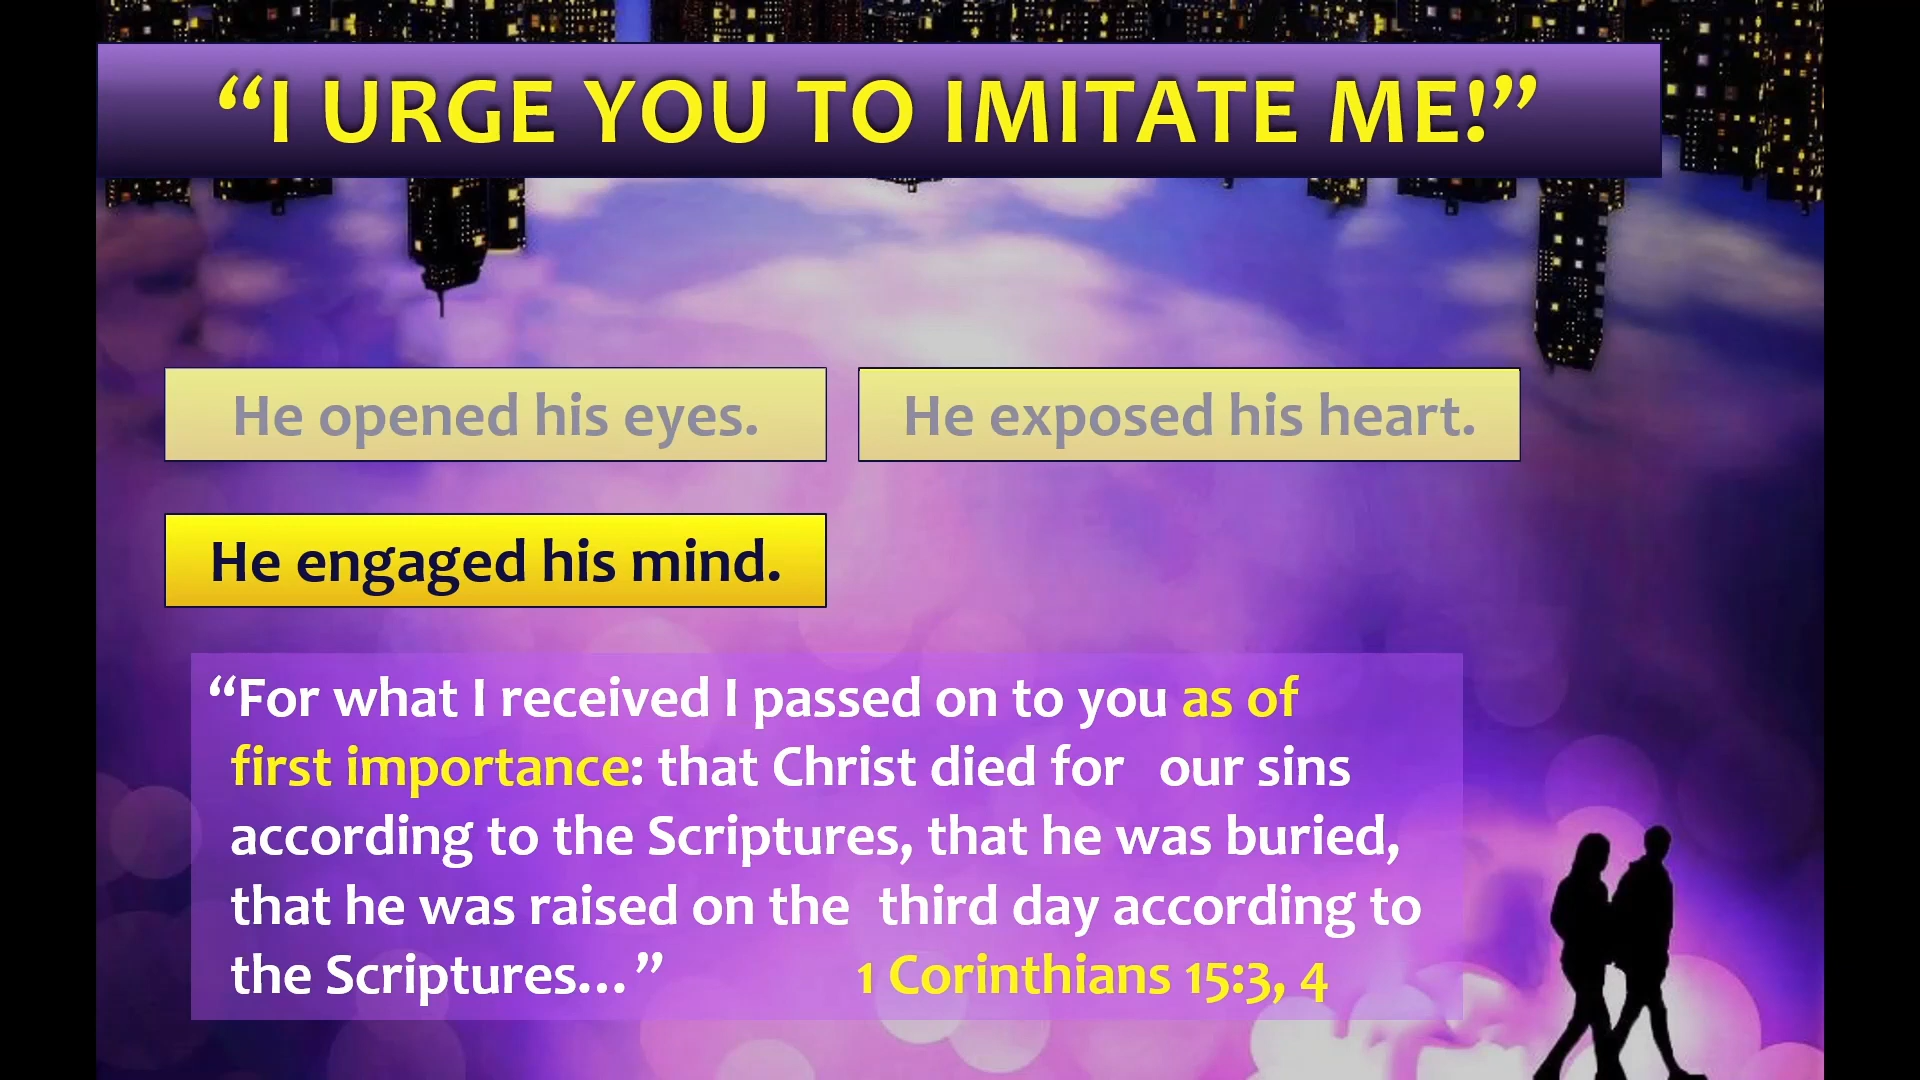 “I URGE YOU TO IMITATE ME!”
He opened his eyes.
He exposed his heart.
He engaged his mind.
“For what I received I passed on to you as of
first importance: that Christ died for our sins
according to the Scriptures, that he was buried,
that he was raised on the third day according to
the Scriptures…” 1 Corinthians 15:3, 4